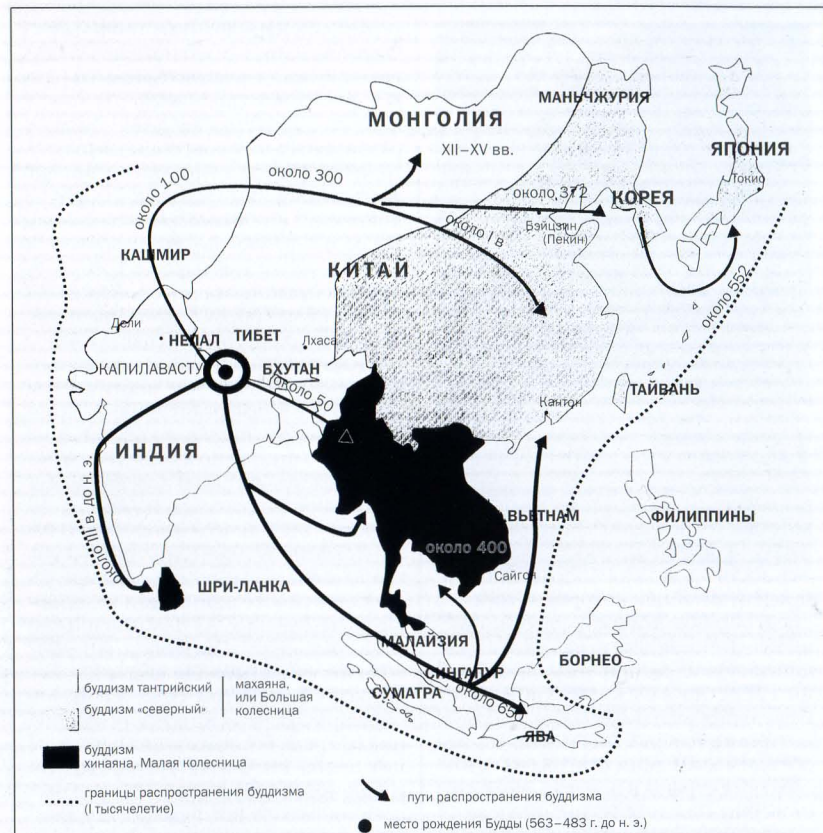 МАНЬЧЖУРИЯ
МОНГОЛИЯ
XII–XV вв.
ЯПОНИЯ
Токио
около 100
около 300
около 372
КОРЕЯ
Бэйцзин
(Пекин)
около I в
КАШМИР
КИТАЙ
около 552
Дели
НЕПАЛ
ТИБЕТ
Лхаса
КАПИЛАВАСТУ
БХУТАН
около 50
ТАЙВАНЬ
Кантон
ИНДИЯ
около III в. до н. э.
ВЬЕТНАМ
ФИЛИППИНЫ
около 400
Сайгон
ШРИ-ЛАНКА
МАЛАЙЗИЯ
БОРНЕО
СИНГАПУР
СУМАТРА
около 650
ЯВА
буддизм тантрийский
буддизм «северный»
махаяна,
или Большая
колесница
буддизм
хинаяна, Малая колесница
границы распространения буддизма
(I тысячелетие)
пути распространения буддизма
место рождения Будды (563–483 г. до н. э.)